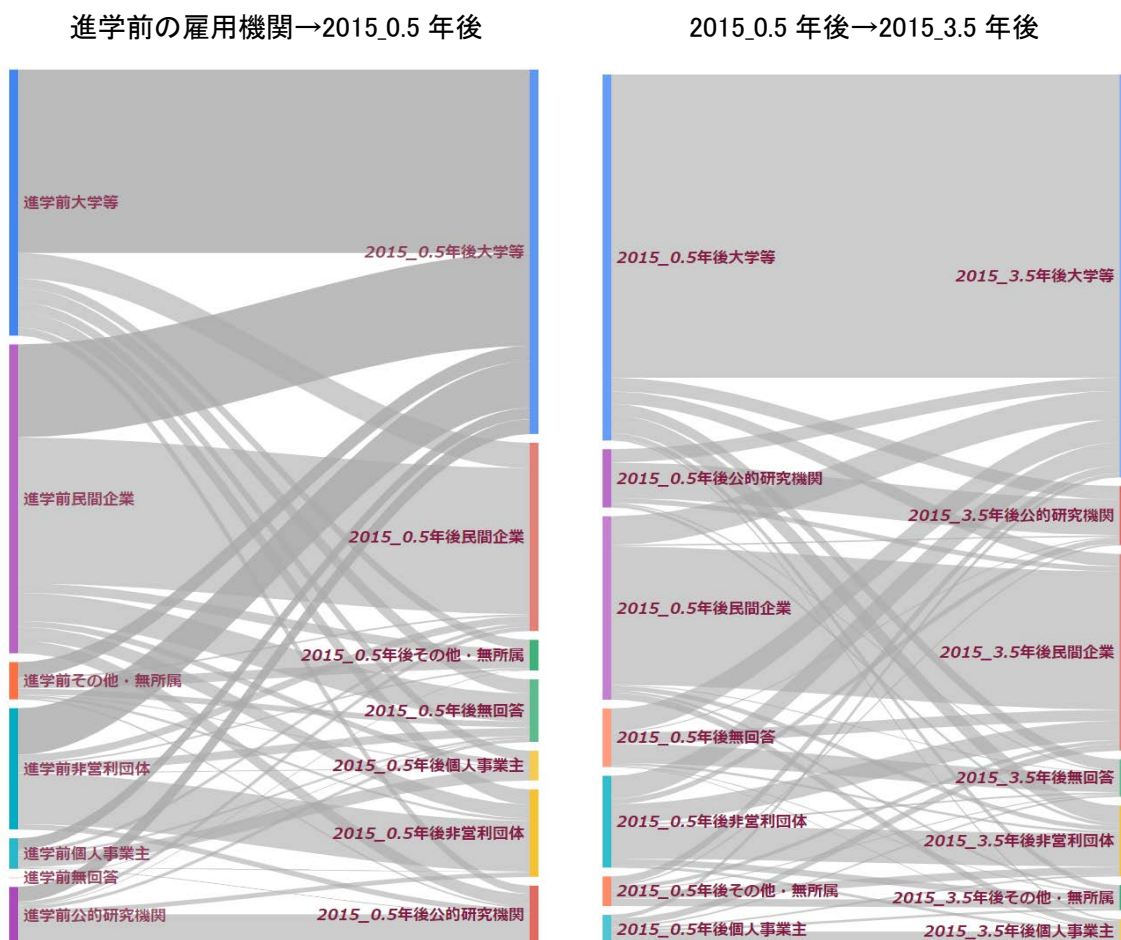 進学前の雇用機関→2015_0.5 年後
進学前大学等
2015_0.5年後大学等
進学前民間企業
2015_0.5年後民間企業
2015_0.5年後その他・無所属
進学前その他・無所属
2015_0.5年後無回答
進学前非営利団体
2015_0.5年後個人事業主
2015_0.5年後非営利団体
進学前個人事業主
進学前無回答
進学前公的研究機関
2015_0.5年後公的研究機関
2015_0.5 年後→2015_3.5 年後
2015_0.5年後大学等
2015_3.5年後大学等
2015_0.5年後公的研究機関
2015_3.5年後公的研究機関
2015_0.5年後民間企業
2015_3.5年後民間企業
2015_0.5年後無回答
2015_3.5年後無回答
2015_0.5年後非営利団体
2015_3.5年後非営利団体
2015_0.5年後その他・無所属
2015_3.5年後その他・無所属
2015_0.5年後個人事業主
2015_3.5年後個人事業主